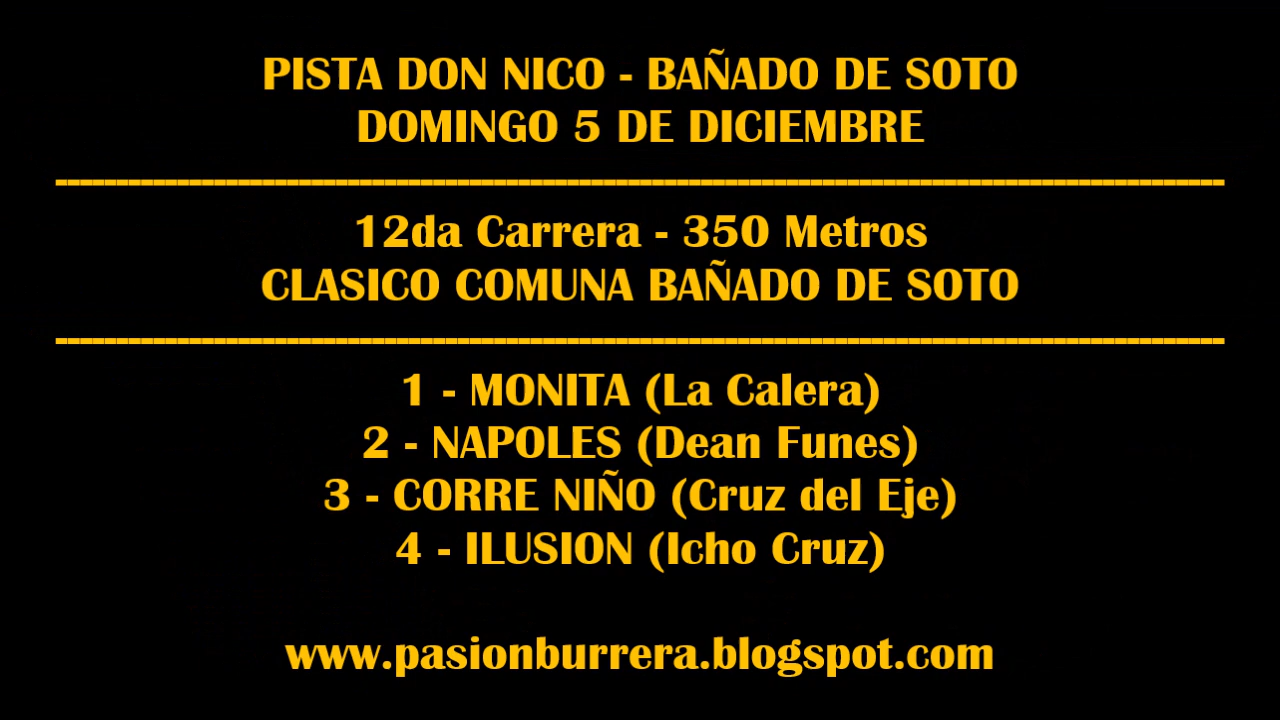 PISTA DON NICO - BAÑADO DE SOTO
DOMINGO 5 DE DICIEMBRE
12da Carrera - 350 Metros
CLASICO COMUNA BAÑADO DE SOTO
1 - MONITA (La Calera)
2 - NAPOLES (Dean Funes)
3 - CORRE NIÑO (Cruz del Eje)
4 - ILUSION (Icho Cruz)
www.pasionburrera.blogspot.com